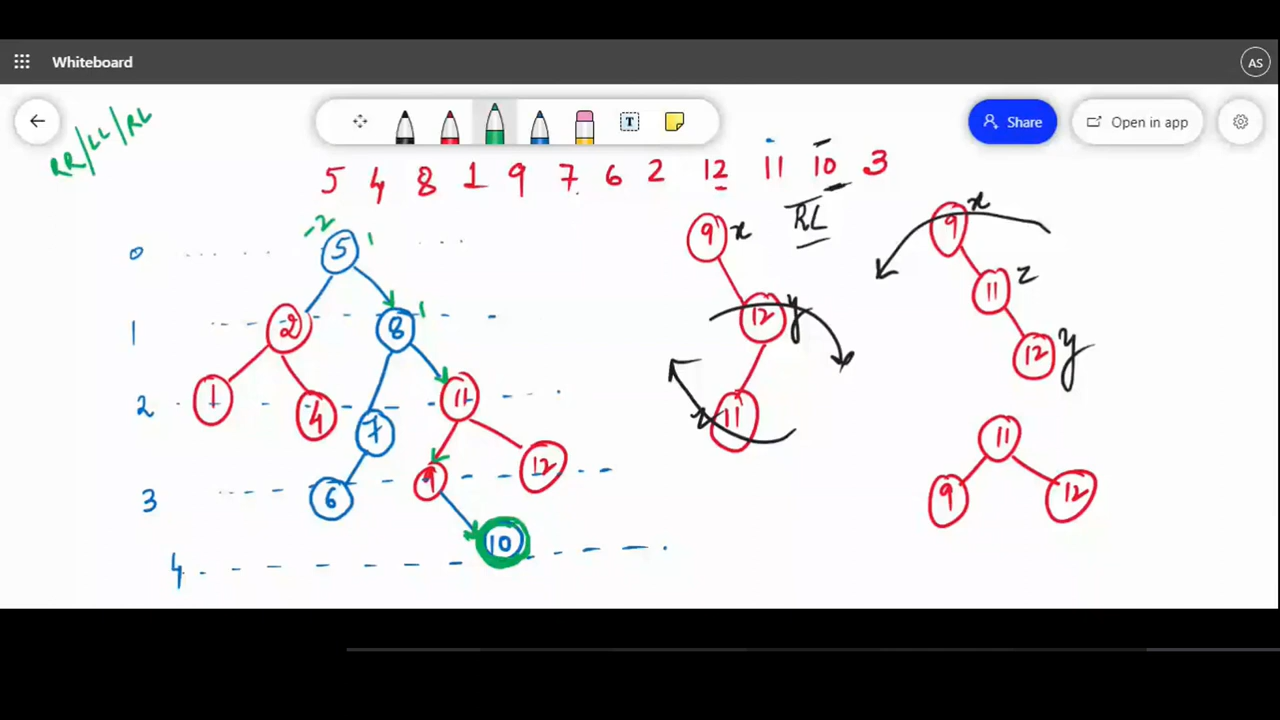 Whiteboard
AS
RR/LL/RL
T
Share
Open in app
5 4 8 1 9 7 6 2 12 11 10 3
RL
0
-2
5
1
9
x
9
x
1
2
8
1
12
y
11
z
2
1
4
11
7
11
12
y
3
6
9
12
11
9
12
4
10